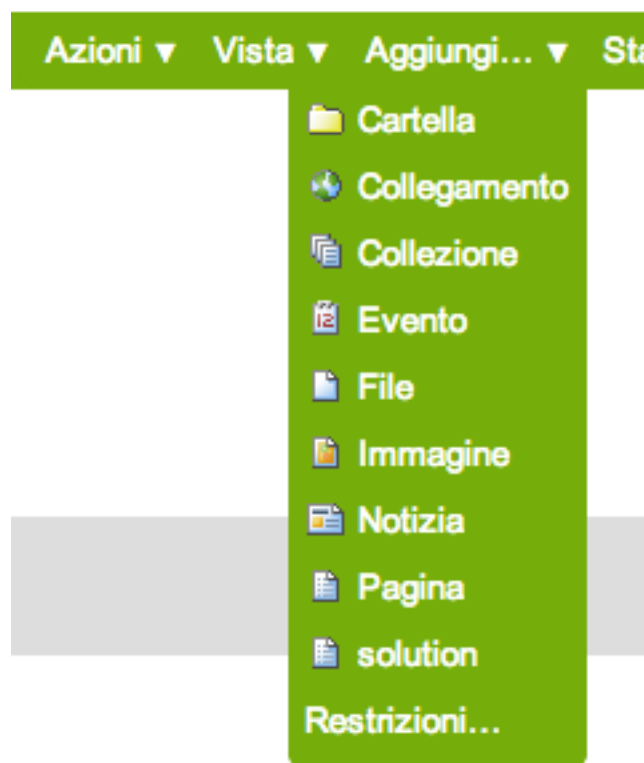 Azioni ▼ Vista ▼ Aggiungi... ▼
Cartella
Collegamento
Collezione
Evento
File
Immagine
Notizia
Pagina
solution
Restrizioni...